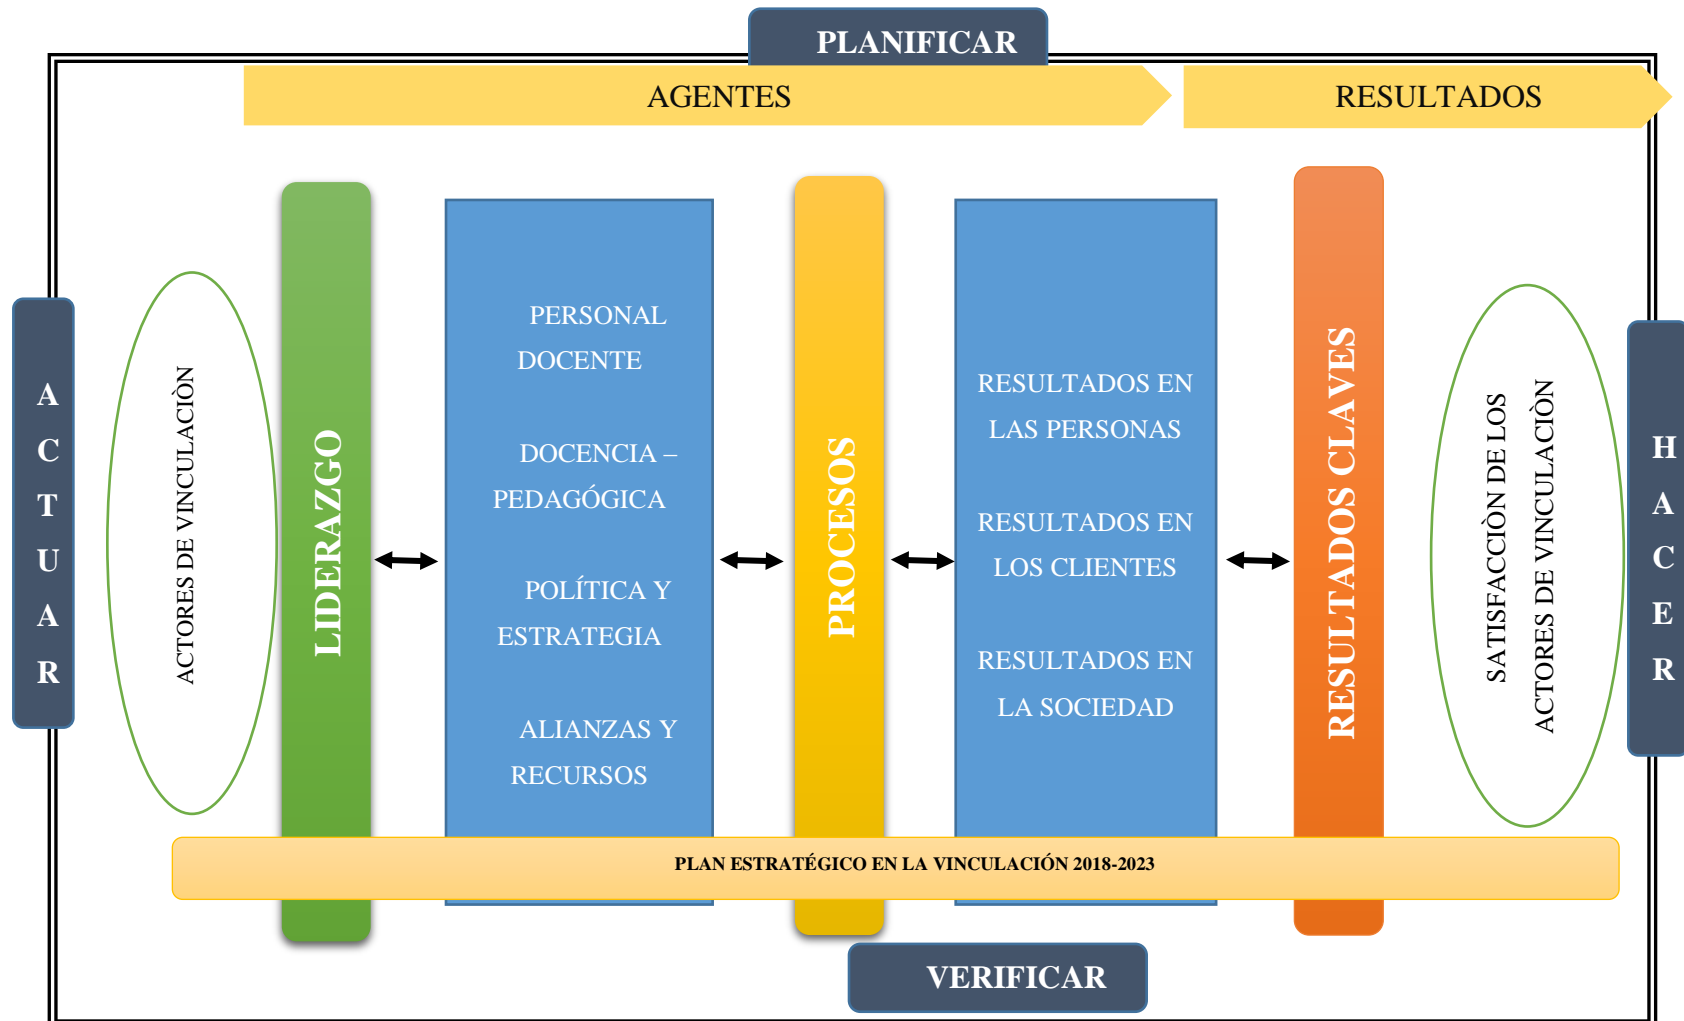 PLANIFICAR
AGENTES
RESULTADOS
A
C
T
U
A
R
ACTORES DE VINCULACIÒN
LIDERAZGO
PERSONAL
DOCENTE
DOCENCIA –
PEDAGÓGICA
POLÍTICA Y
ESTRATEGIA
ALIANZAS Y
RECURSOS
PROCESOS
RESULTADOS EN
LAS PERSONAS
RESULTADOS EN
LOS CLIENTES
RESULTADOS EN
LA SOCIEDAD
RESULTADOS CLAVES
SATISFACCIÒN DE LOS
ACTORES DE VINCULACIÒN
H
A
C
E
R
PLAN ESTRATÉGICO EN LA VINCULACIÓN 2018-2023
VERIFICAR